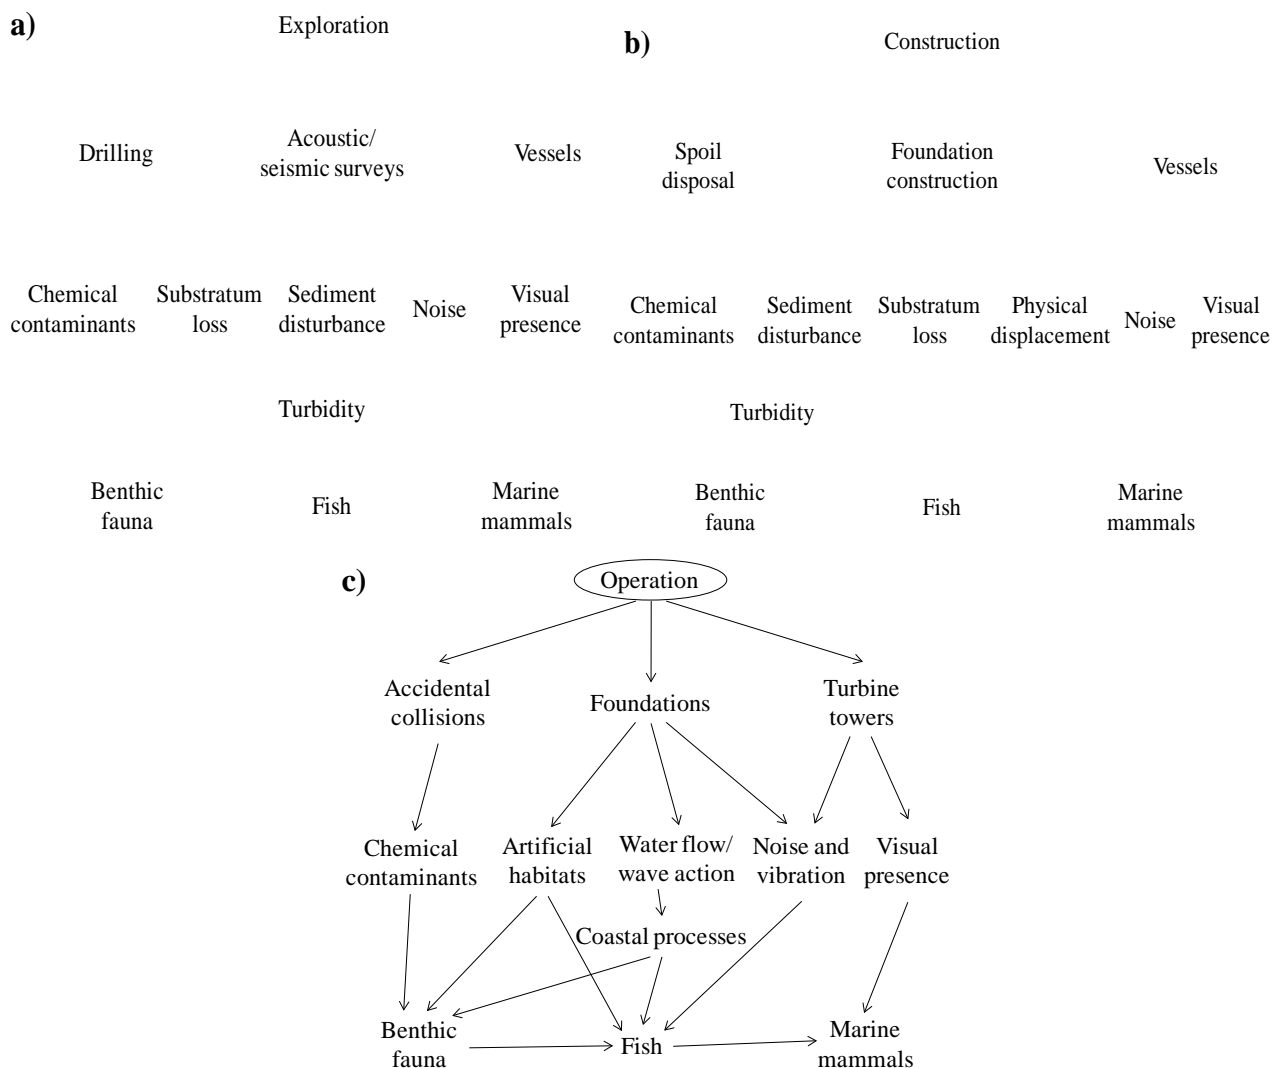 a)
Exploration
Drilling
Acoustic/
seismic surveys
Vessels
Chemical
contaminants
Substratum
loss
Sediment
disturbance
Noise
Visual
presence
Turbidity
Benthic
fauna
Fish
Marine
mammals
b)
Construction
Spoil
disposal
Foundation
construction
Vessels
Chemical
contaminants
Sediment
disturbance
Substratum
loss
Physical
displacement
Noise
Visual
presence
Turbidity
Benthic
fauna
Fish
Marine
mammals
c)
Operation
Accidental
collisions
Foundations
Turbine
towers
Chemical
contaminants
Artificial
habitats
Water flow/
wave action
Noise and
vibration
Visual
presence
Coastal processes
Benthic
fauna
Fish
Marine
mammals